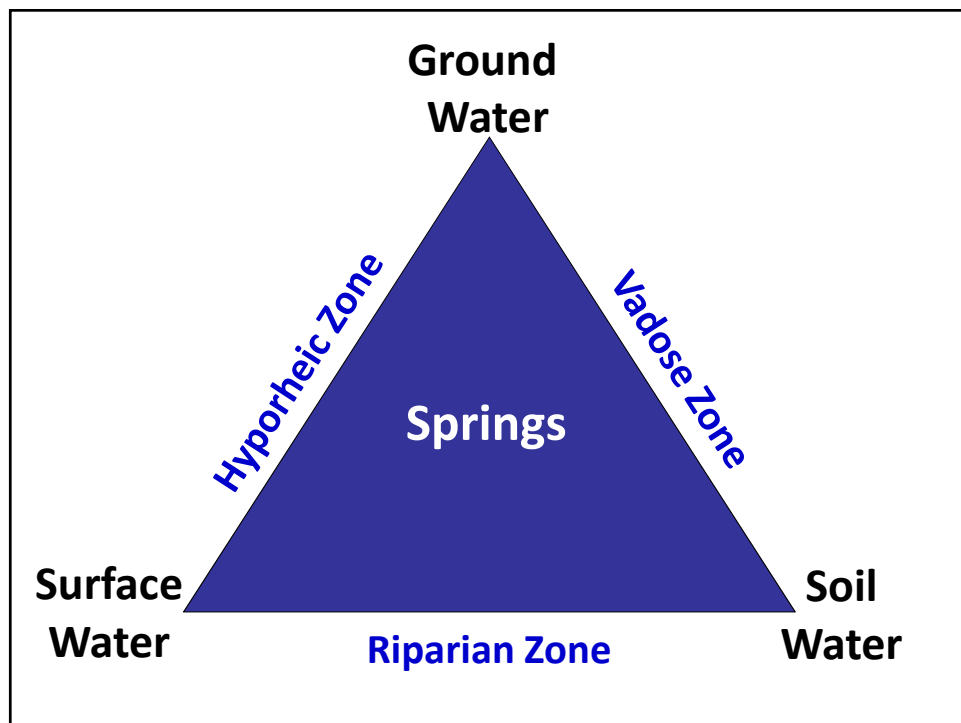 Ground
Water
Hyporheic Zone
Vadose Zone
Springs
Surface
Water
Soil
Water
Riparian Zone